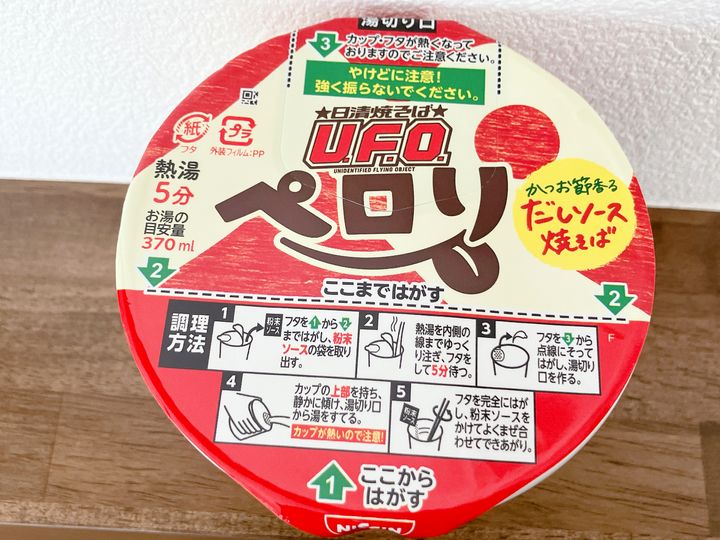 湯切り口
3
カップ・フタが熱くなって
おりますのでご注意ください。
やけどに注意!
強く振らないでください。
★日清焼そば★
U.F.O.
UNIDENTIFIED FLYING OBJECT
ペロリ
紙
フタ
プラ
外装フィルム:PP
熱湯
5分
お湯の
目安量
370ml
かつお節香る
だしソース
焼そば
2
ここまではがす
2
調理
方法
1
粉末
ソース
フタを1から2
まではがし、粉末
ソースの袋を取り
出す。
2
熱湯を内側の
線までゆっく
り注ぎ、フタを
して5分待つ。
3
フタを3から
点線にそって
はがし、湯切り
口を作る。
F
4
カップの上部を持ち、
静かに傾け、湯切り口
から湯をすてる。
カップが熱いので注意!
5
粉末
ソース
フタを完全にはが
し、粉末ソースを
かけてよくまぜ合
わせてできあがり。
1
ここから
はがす
NISSIN